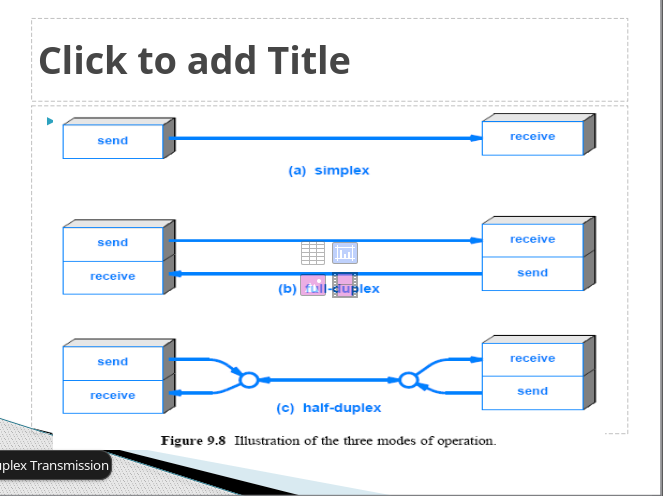 Click to add Title
send
receive
(a) simplex
send
receive
receive
send
(b) full-duplex
send
receive
receive
send
(c) half-duplex
Figure 9.8 Illustration of the three modes of operation.
Transmission